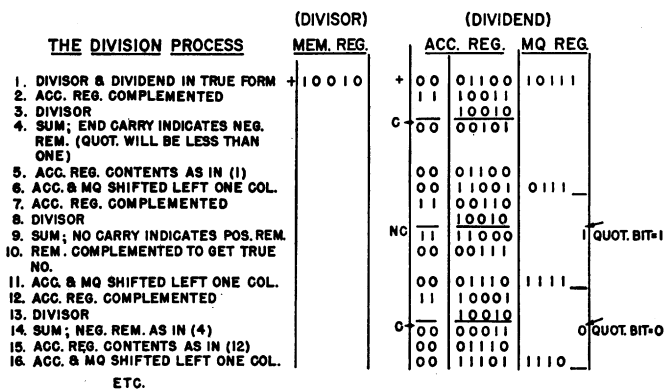 (DIVISOR) (DIVIDEND)
THE DIVISION PROCESS MEM. REG. ACC. REG. MQ REG.
1. DIVISOR & DIVIDEND IN TRUE FORM + 10010 + 00 01100 10111
2. ACC. REG. COMPLEMENTED 11 10011
3. DIVISOR 10010
4. SUM; END CARRY INDICATES NEG. C 00 00101
REM. (QUOT. WILL BE LESS THAN
ONE)
5. ACC. REG. CONTENTS AS IN (1) 00 01100
6. ACC. & MQ SHIFTED LEFT ONE COL. 00 11001 0111 _
7. ACC. REG. COMPLEMENTED 11 00110
8. DIVISOR 10010
9. SUM; NO CARRY INDICATES POS. REM. NC 11 11000 1 QUOT. BIT=1
10. REM. COMPLEMENTED TO GET TRUE 00 00111
NO.
11. ACC. & MQ SHIFTED LEFT ONE COL. 00 01110 1111 _
12. ACC. REG. COMPLEMENTED 11 10001
13. DIVISOR 10010
14. SUM; NEG. REM. AS IN (4) C 00 00011 0 QUOT. BIT=0
15. ACC. REG. CONTENTS AS IN (12) 00 01110
16. ACC. & MQ SHIFTED LEFT ONE COL. 00 11101 1110 _
ETC.